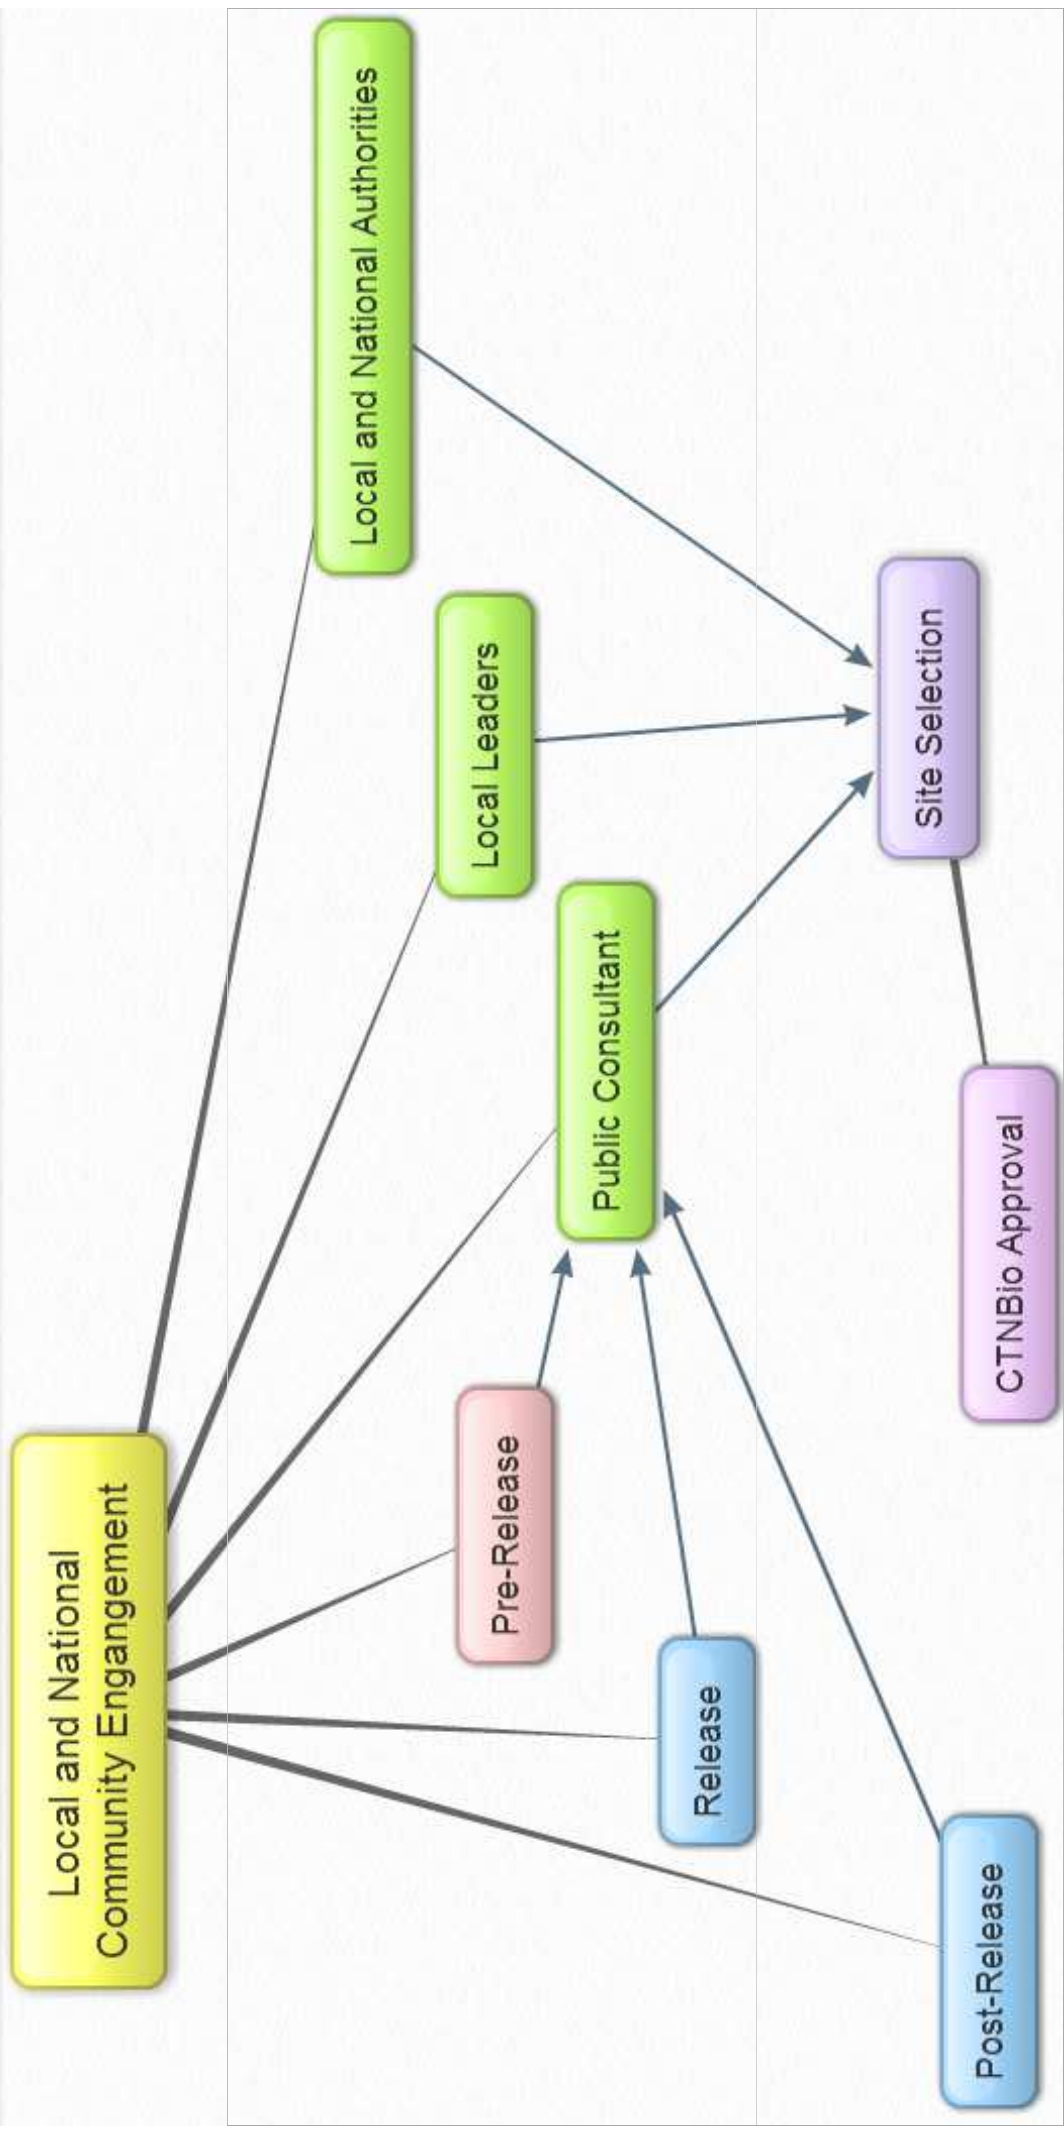 Local and National
Community Engangement
Post-Release
Release
Pre-Release
Public Consultant
Local Leaders
Local and National Authorities
CTNBio Approval
Site Selection